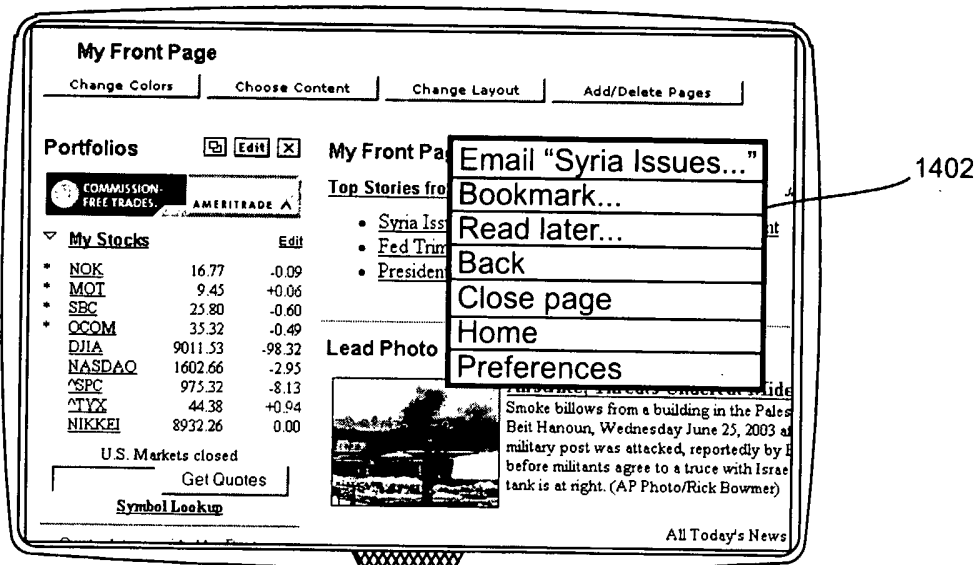 My Front Page
Change Colors Choose Content Change Layout Add/Delete Pages
Portfolios Edit X
COMMISSION-
FREE TRADES.
AMERITRADE
My Stocks Edit
* NOK 16.77 -0.09
* MOT 9.45 +0.06
* SBC 25.80 -0.60
* QCOM 35.32 -0.49
DJIA 9011.53 -98.32
NASDAQ 1602.66 -2.95
^SPC 975.32 -8.13
^TYX 44.38 +0.94
NIKKEI 8932.26 0.00
U.S. Markets closed
Get Quotes
Symbol Lookup
My Front Pa
Top Stories fro
• Syria Iss
• Fed Trim
• President
Email “Syria Issues...”
Bookmark...
Read later...
Back
Close page
Home
Preferences
1402
Lead Photo
Smoke billows from a building in the Pales
Beit Hanoun, Wednesday June 25, 2003 a
military post was attacked, reportedly by
before militants agree to a truce with Israe
tank is at right. (AP Photo/Rick Bowmer)
All Today's News